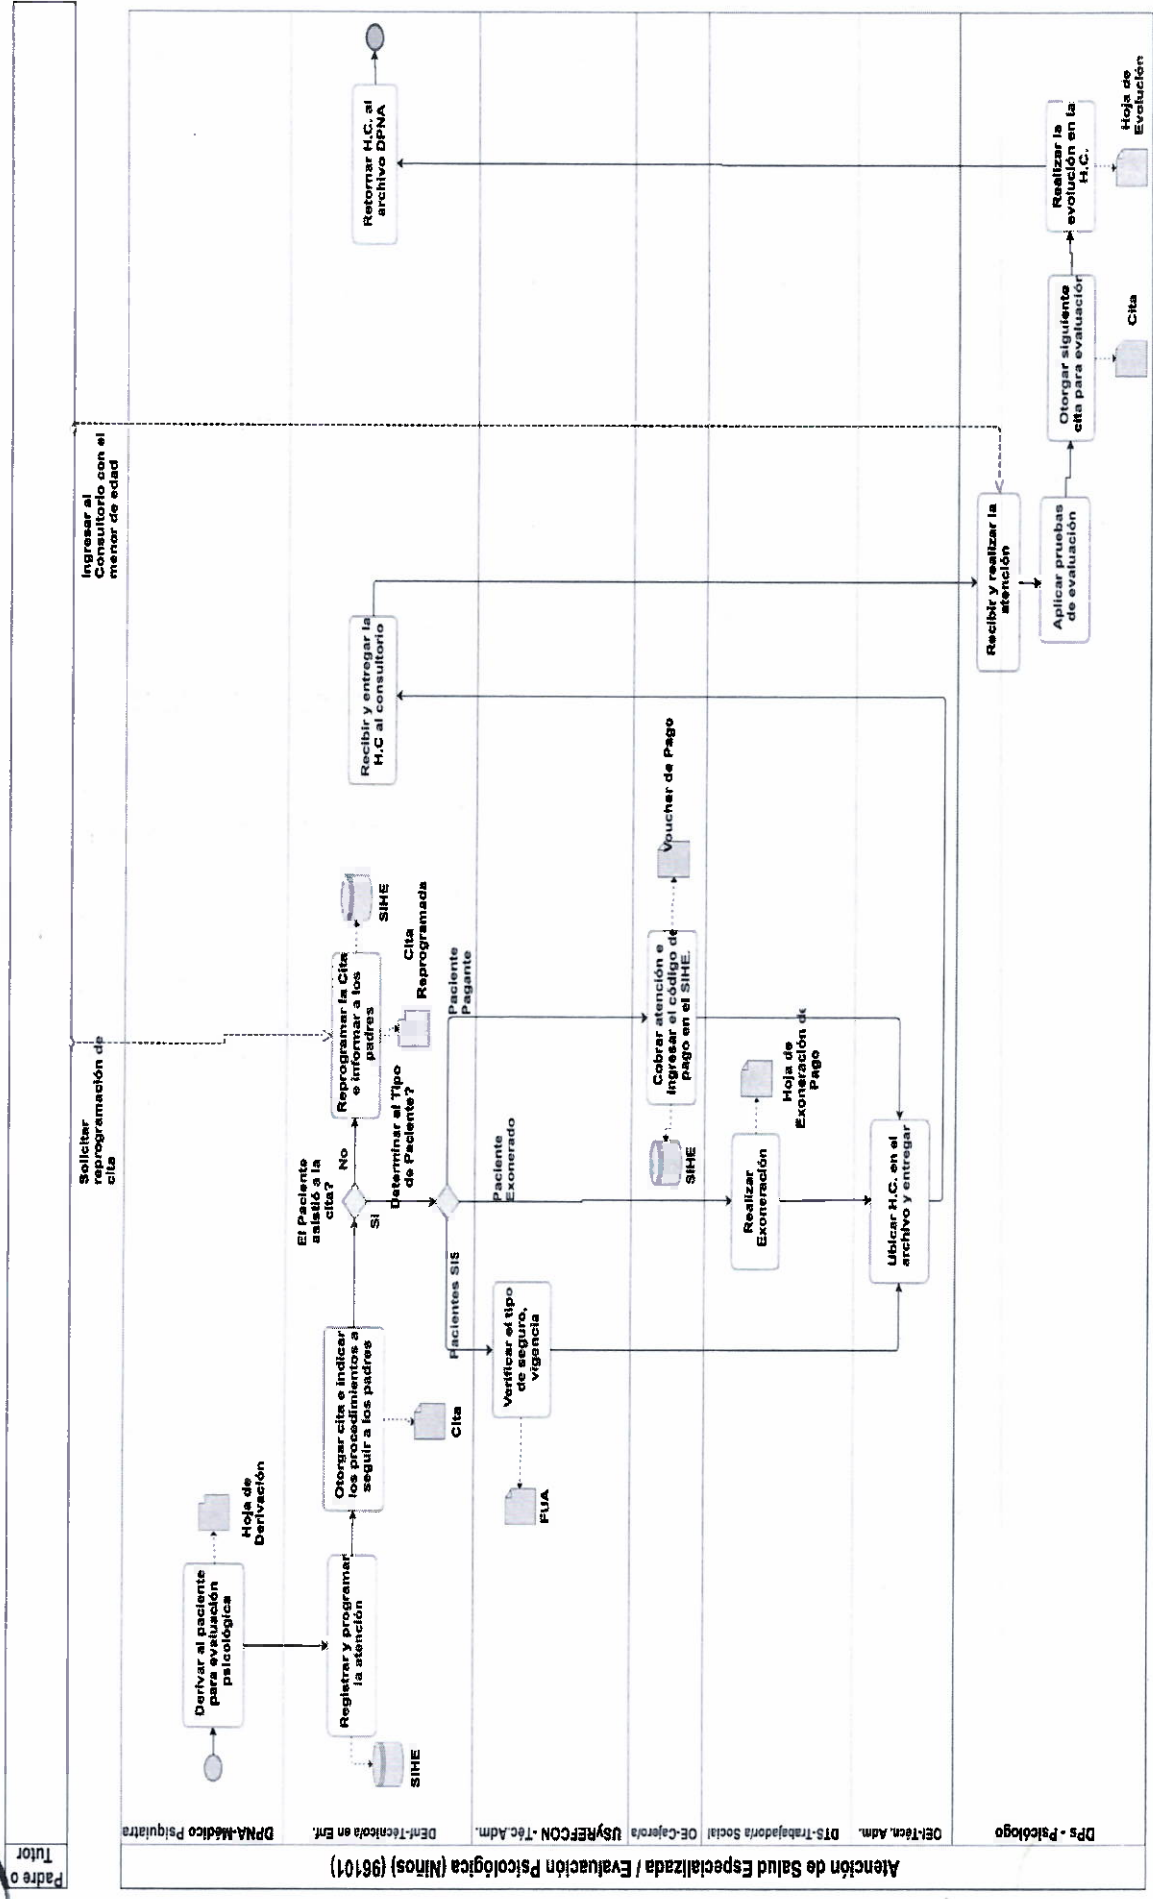 Padre o
Tutor
Solicitar
reprogramación de
cita
Ingresar al
Consultorio con el
menor de edad
Atención de Salud Especializada / Evaluación Psicológica (Niños) (96101)
DPNA-Médico Psiquiatra
Derivar al paciente
para evaluación
psicológica
Hoja de
Derivación
DEnf-Técnico/a en Enf.
SIHE
Registrar y programar
la atención
Otorgar cita e indicar
los procedimientos a
seguir a los padres
Cita
El Paciente
asistió a la
cita?
No
Si
Reprogramar la Cita
e informar a los
padres
SIHE
Cita
Reprogramada
Determinar el Tipo
de Paciente?
Recibir y entregar la
H.C al consultorio
Retornar H.C. al
archivo DPNA
Pacientes SIS
Paciente
Exonerado
Paciente
Pagante
USyREFCON - Téc.Adm.
Verificar el tipo
de seguro,
vigencia
FUA
OE-Cajero/a
SIHE
Cobrar atención e
ingresar el código de
pago en el SIHE.
Voucher de Pago
DTS-Trabajador/a Social
Realizar
Exoneración
Hoja de
Exoneración de
Pago
OEI-Técn. Adm.
Ubicar H.C. en el
archivo y entregar
DPs - Psicólogo
Recibir y realizar la
atención
Aplicar pruebas
de evaluación
Otorgar siguiente
cita para evaluación
Cita
Realizar la
evolución en la
H.C.
Hoja de
Evolución